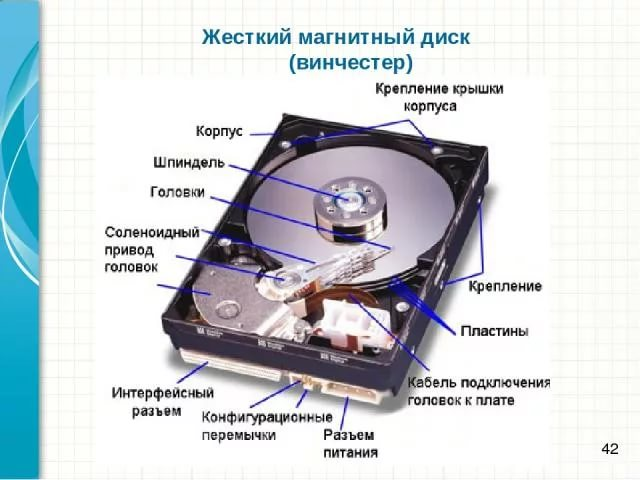 Жесткий магнитный диск
(винчестер)
Крепление крышки
корпуса
Корпус
Шпиндель
Головки
Соленоидный
привод
головок
Крепление
Пластины
Интерфейсный
разъем
Конфигурационные
перемычки
Разъем
питания
Кабель подключения
головок к плате
42